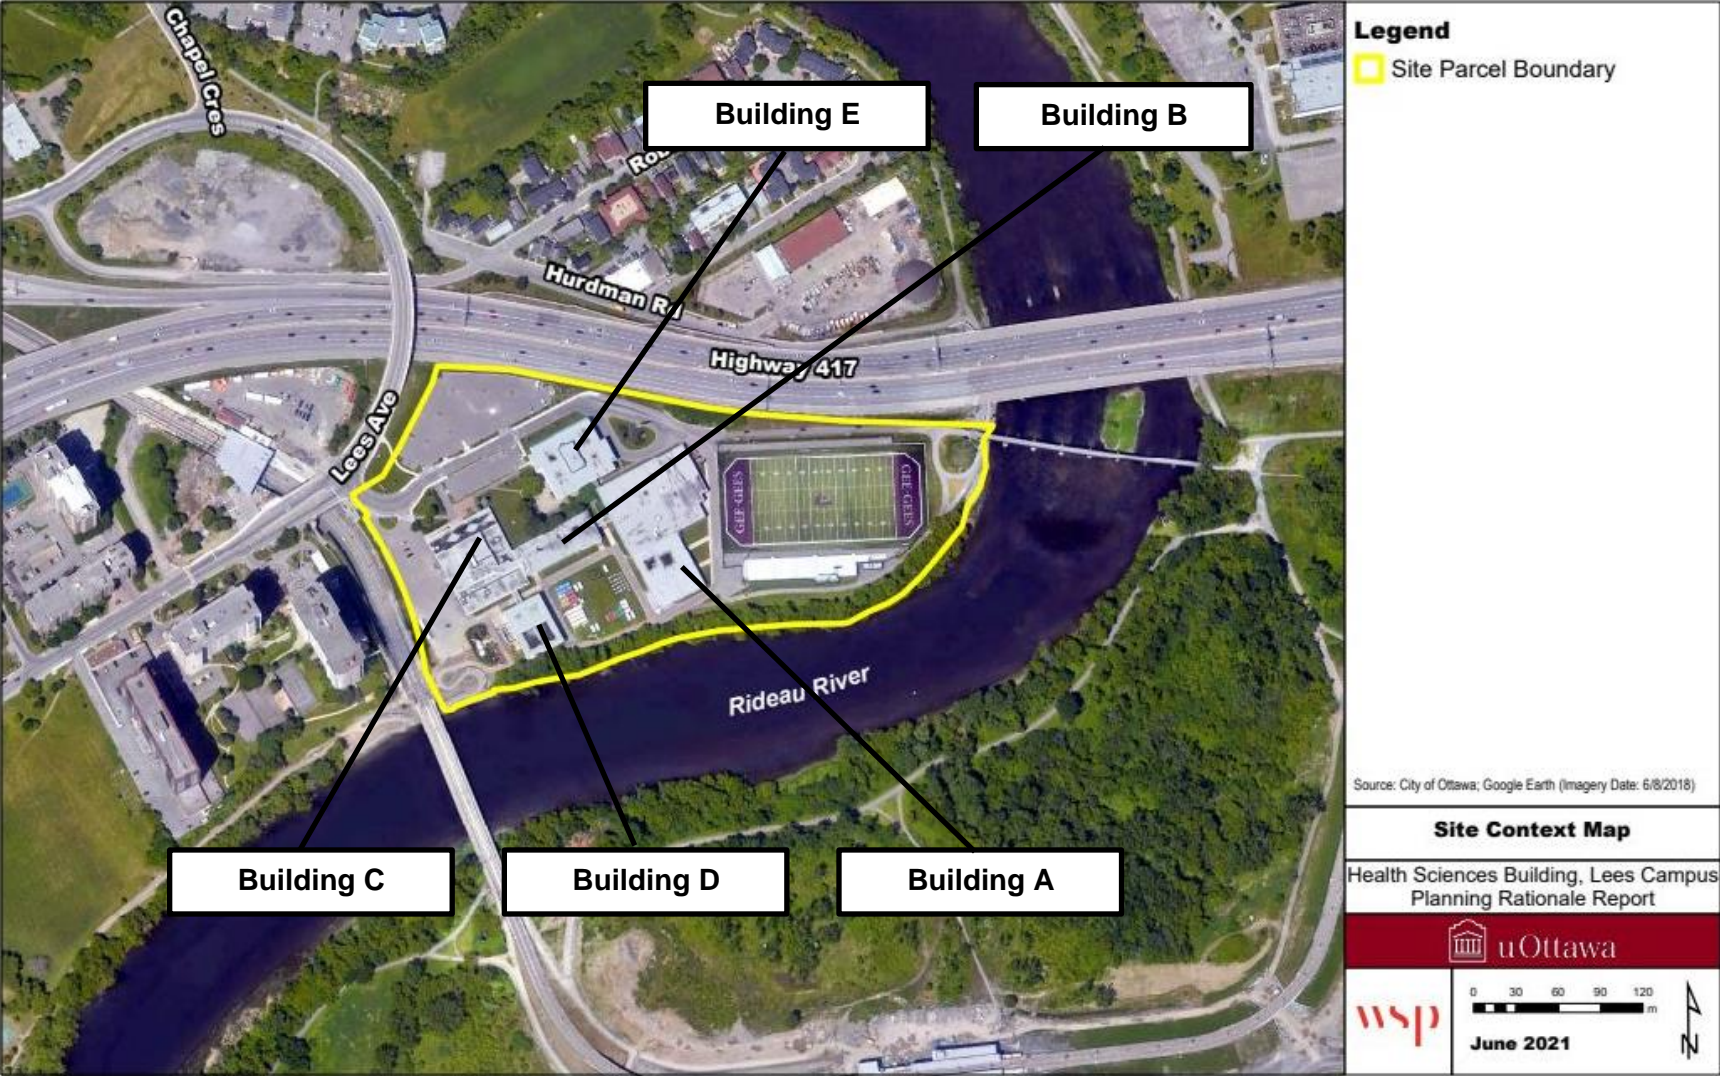 Chapel Cres
Building E
Building B
Hurdman Rd
Highway 417
Lees Ave
GEE-GEES
GEE-GEES
Rideau River
Building C
Building D
Building A
Legend
Site Parcel Boundary
Source: City of Ottawa; Google Earth (Imagery Date: 6/8/2018)
Site Context Map
Health Sciences Building, Lees Campus
Planning Rationale Report
uOttawa
wsp
0 30 60 90 120
m
June 2021
N